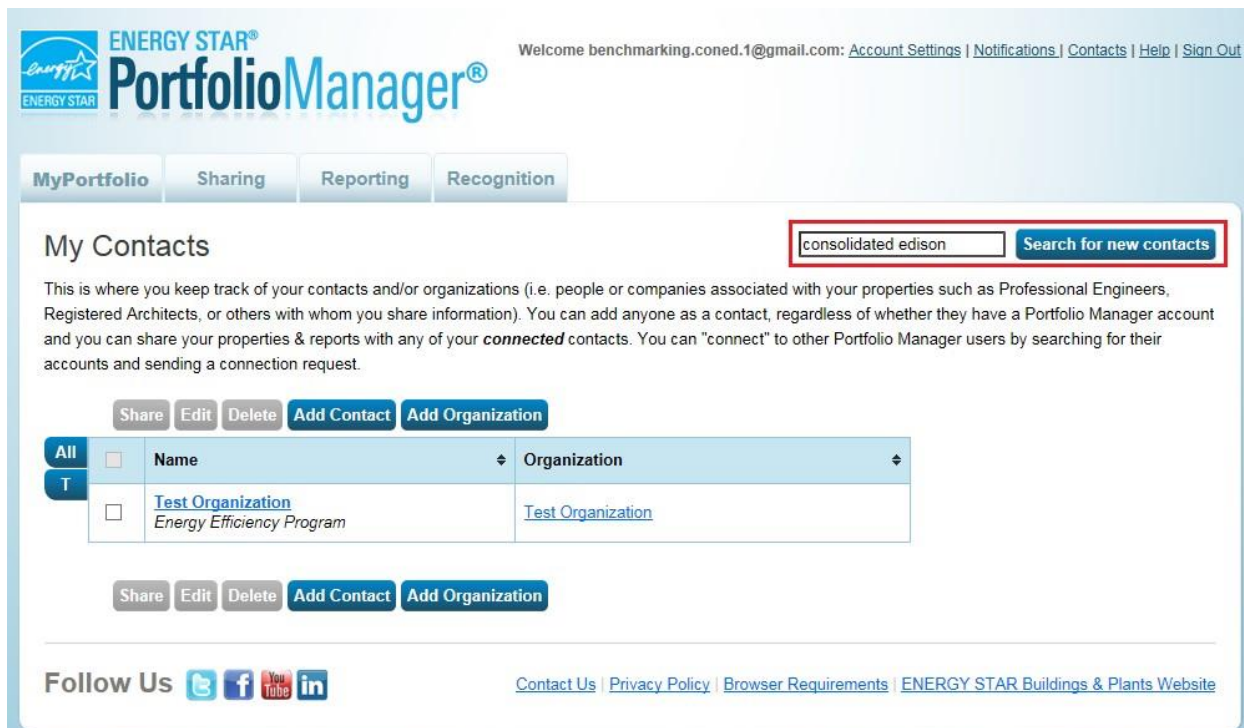 ENERGY STAR®
PortfolioManager®
energy
ENERGY STAR
Welcome benchmarking.coned.1@gmail.com: Account Settings | Notifications | Contacts | Help | Sign Out
MyPortfolio Sharing Reporting Recognition
My Contacts
consolidated edison Search for new contacts
This is where you keep track of your contacts and/or organizations (i.e. people or companies associated with your properties such as Professional Engineers,
Registered Architects, or others with whom you share information). You can add anyone as a contact, regardless of whether they have a Portfolio Manager account
and you can share your properties & reports with any of your connected contacts. You can "connect" to other Portfolio Manager users by searching for their
accounts and sending a connection request.
Share Edit Delete Add Contact Add Organization
All
T
Name Organization
Test Organization Test Organization
Energy Efficiency Program
Share Edit Delete Add Contact Add Organization
Follow Us You Tube in
Contact Us | Privacy Policy | Browser Requirements | ENERGY STAR Buildings & Plants Website